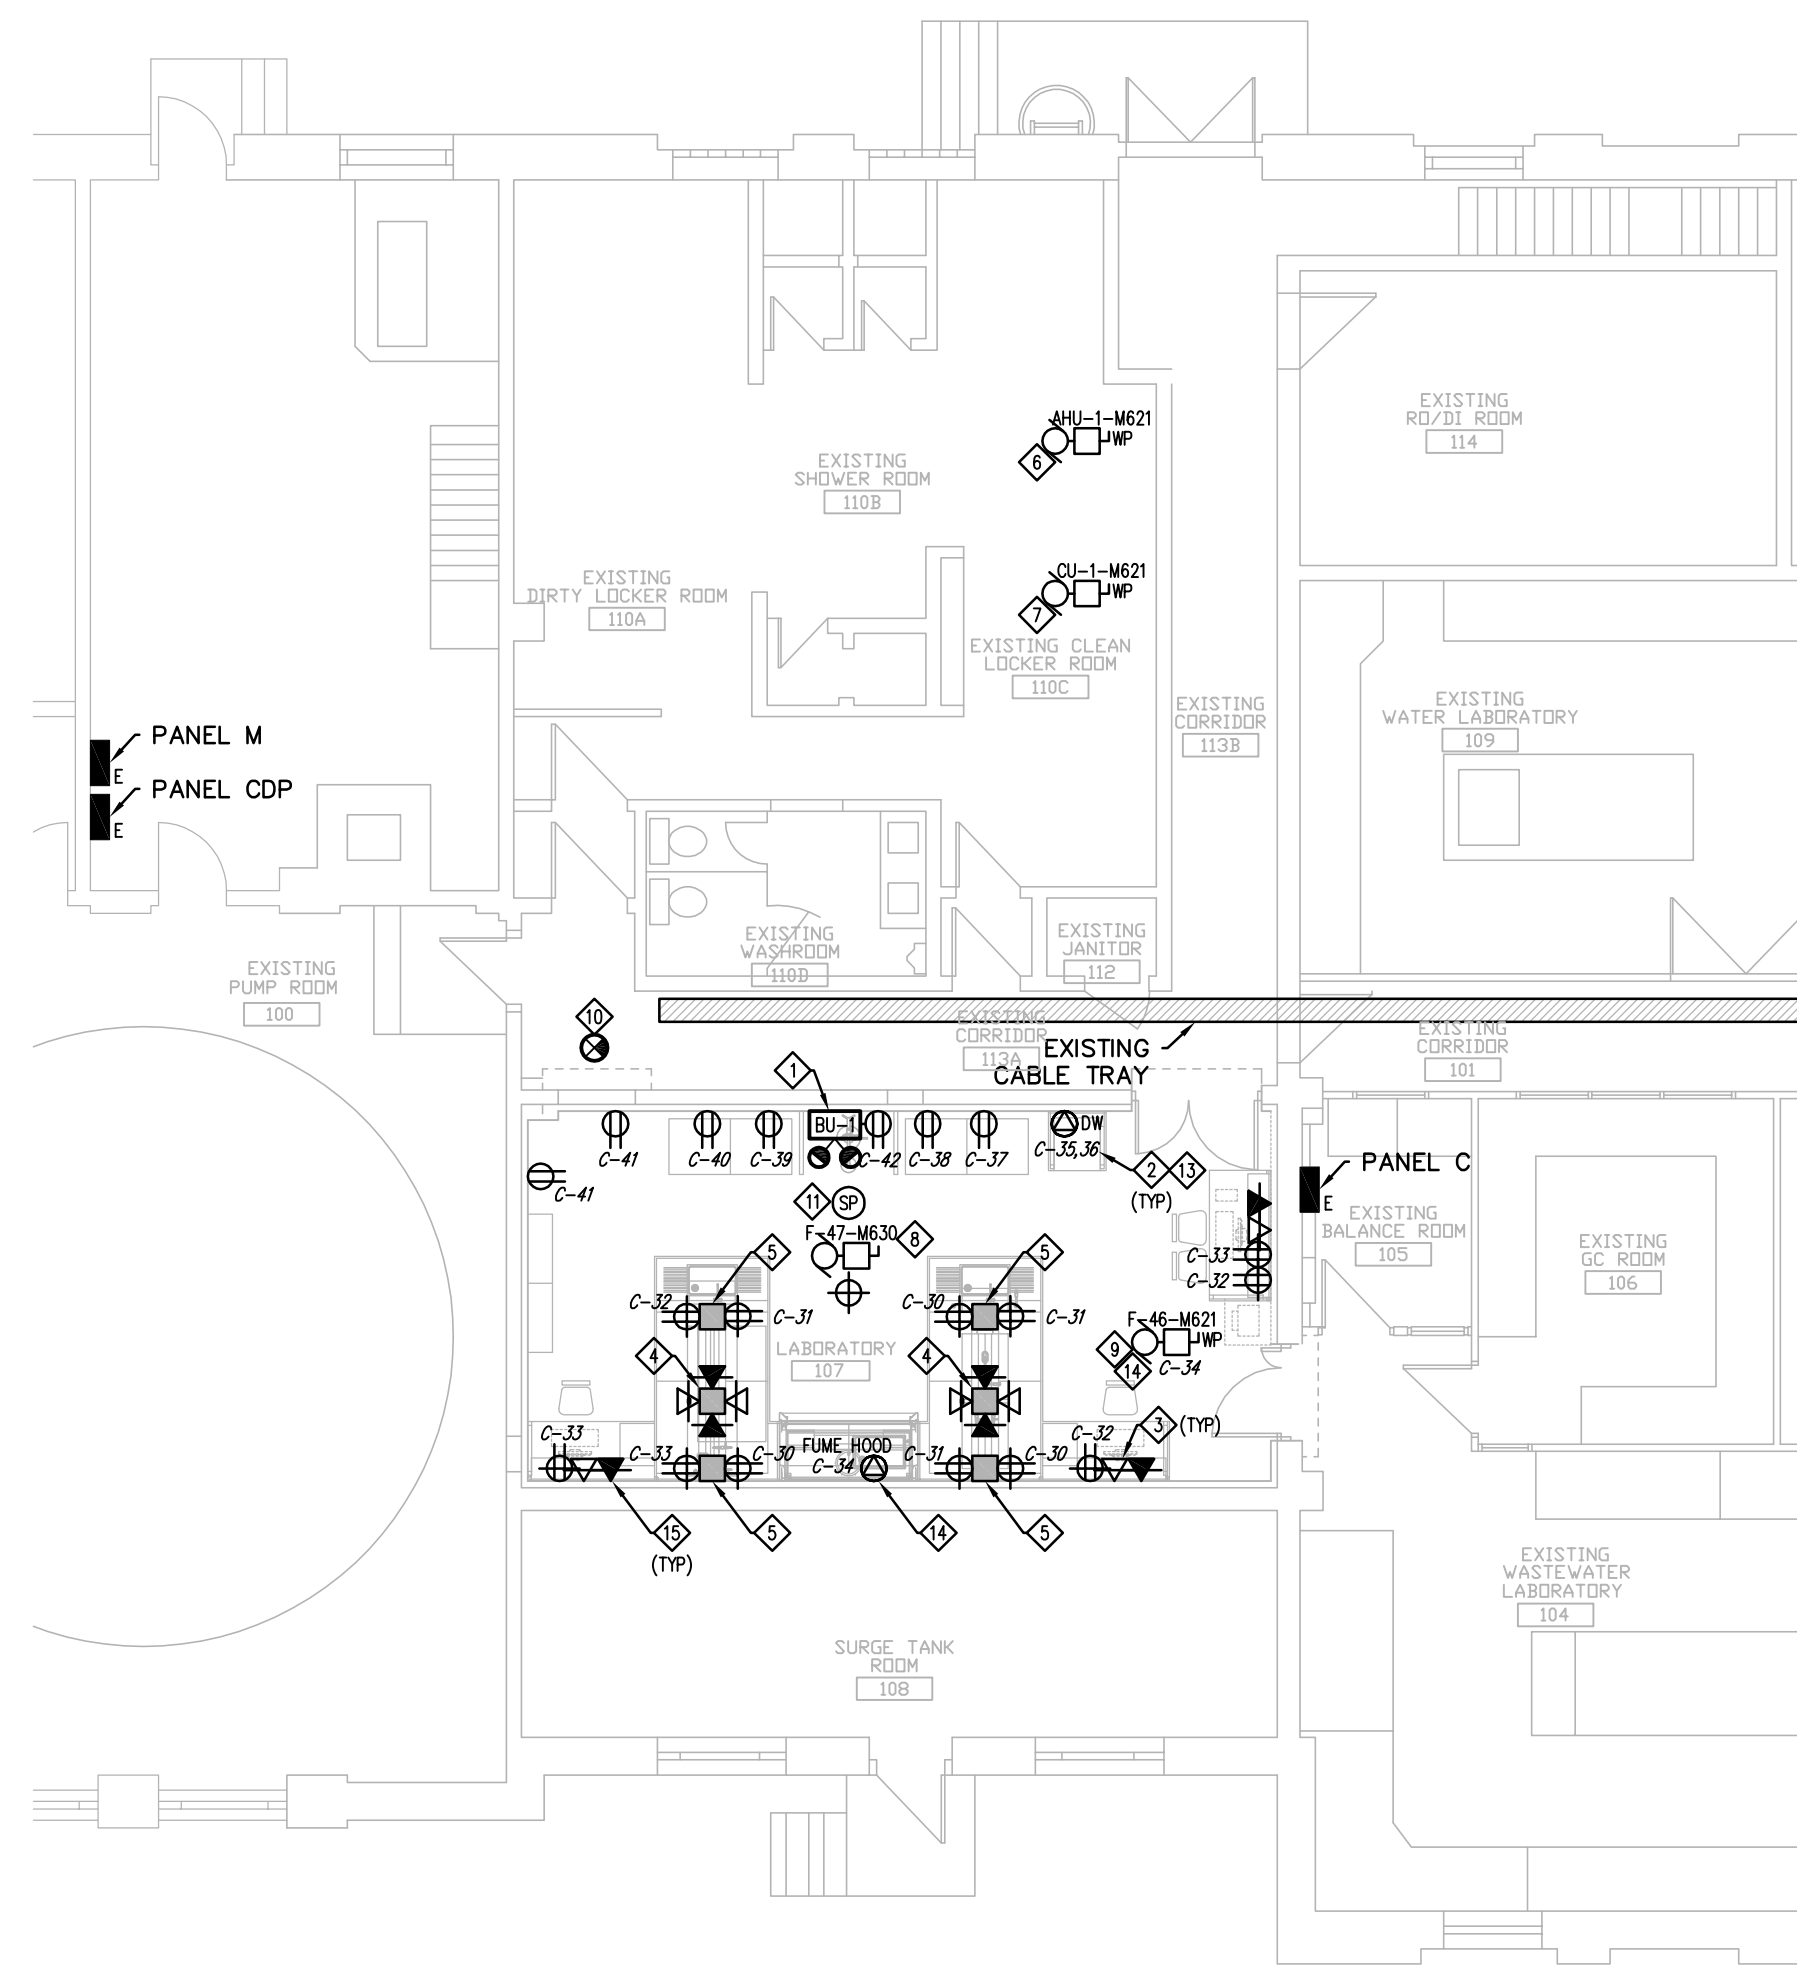 AHU-1-M621
WP
6
EXISTING
RO/DI ROOM
114
EXISTING
SHOWER ROOM
110B
CU-1-M621
WP
7
EXISTING
DIRTY LOCKER ROOM
110A
EXISTING CLEAN
LOCKER ROOM
110C
EXISTING
CORRIDOR
113B
EXISTING
WATER LABORATORY
109
PANEL M
E
PANEL CDP
E
EXISTING
WASHROOM
110D
EXISTING
JANITOR
112
EXISTING
PUMP ROOM
100
10
EXISTING
CORRIDOR
113A
EXISTING
CABLE TRAY
EXISTING
CORRIDOR
101
1
BU-1
DW
C-41
C-40
C-39
C-42
C-38
C-37
C-35,36
C-41
2
13
(TYP)
PANEL C
E
11
SP
F-47-M630
8
5
5
EXISTING
BALANCE ROOM
105
EXISTING
GC ROOM
106
C-33
C-32
C-32
C-31
C-30
C-31
F-46-M621
WP
9
14
C-34
4
4
LABORATORY
107
C-33
C-33
C-30
FUME HOOD
C-34
C-31
C-30
C-32
3
(TYP)
15
(TYP)
5
14
5
EXISTING
WASTEWATER
LABORATORY
104
SURGE TANK
ROOM
108